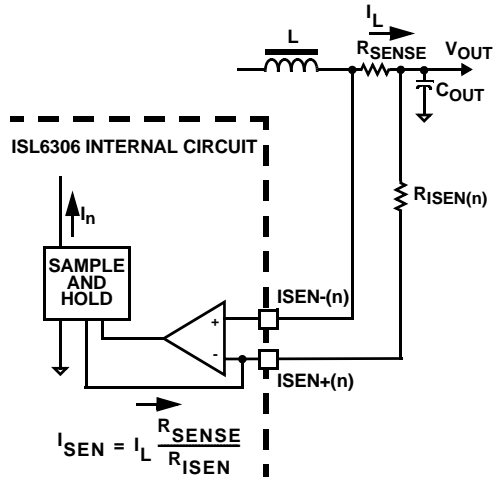 I_L
L
R_SENSE
V_OUT
C_OUT
ISL6306 INTERNAL CIRCUIT
R_ISEN(n)
I_n
SAMPLE
AND
HOLD
+
ISEN-(n)
-
ISEN+(n)
I_SEN = I_L R_SENSE / R_ISEN